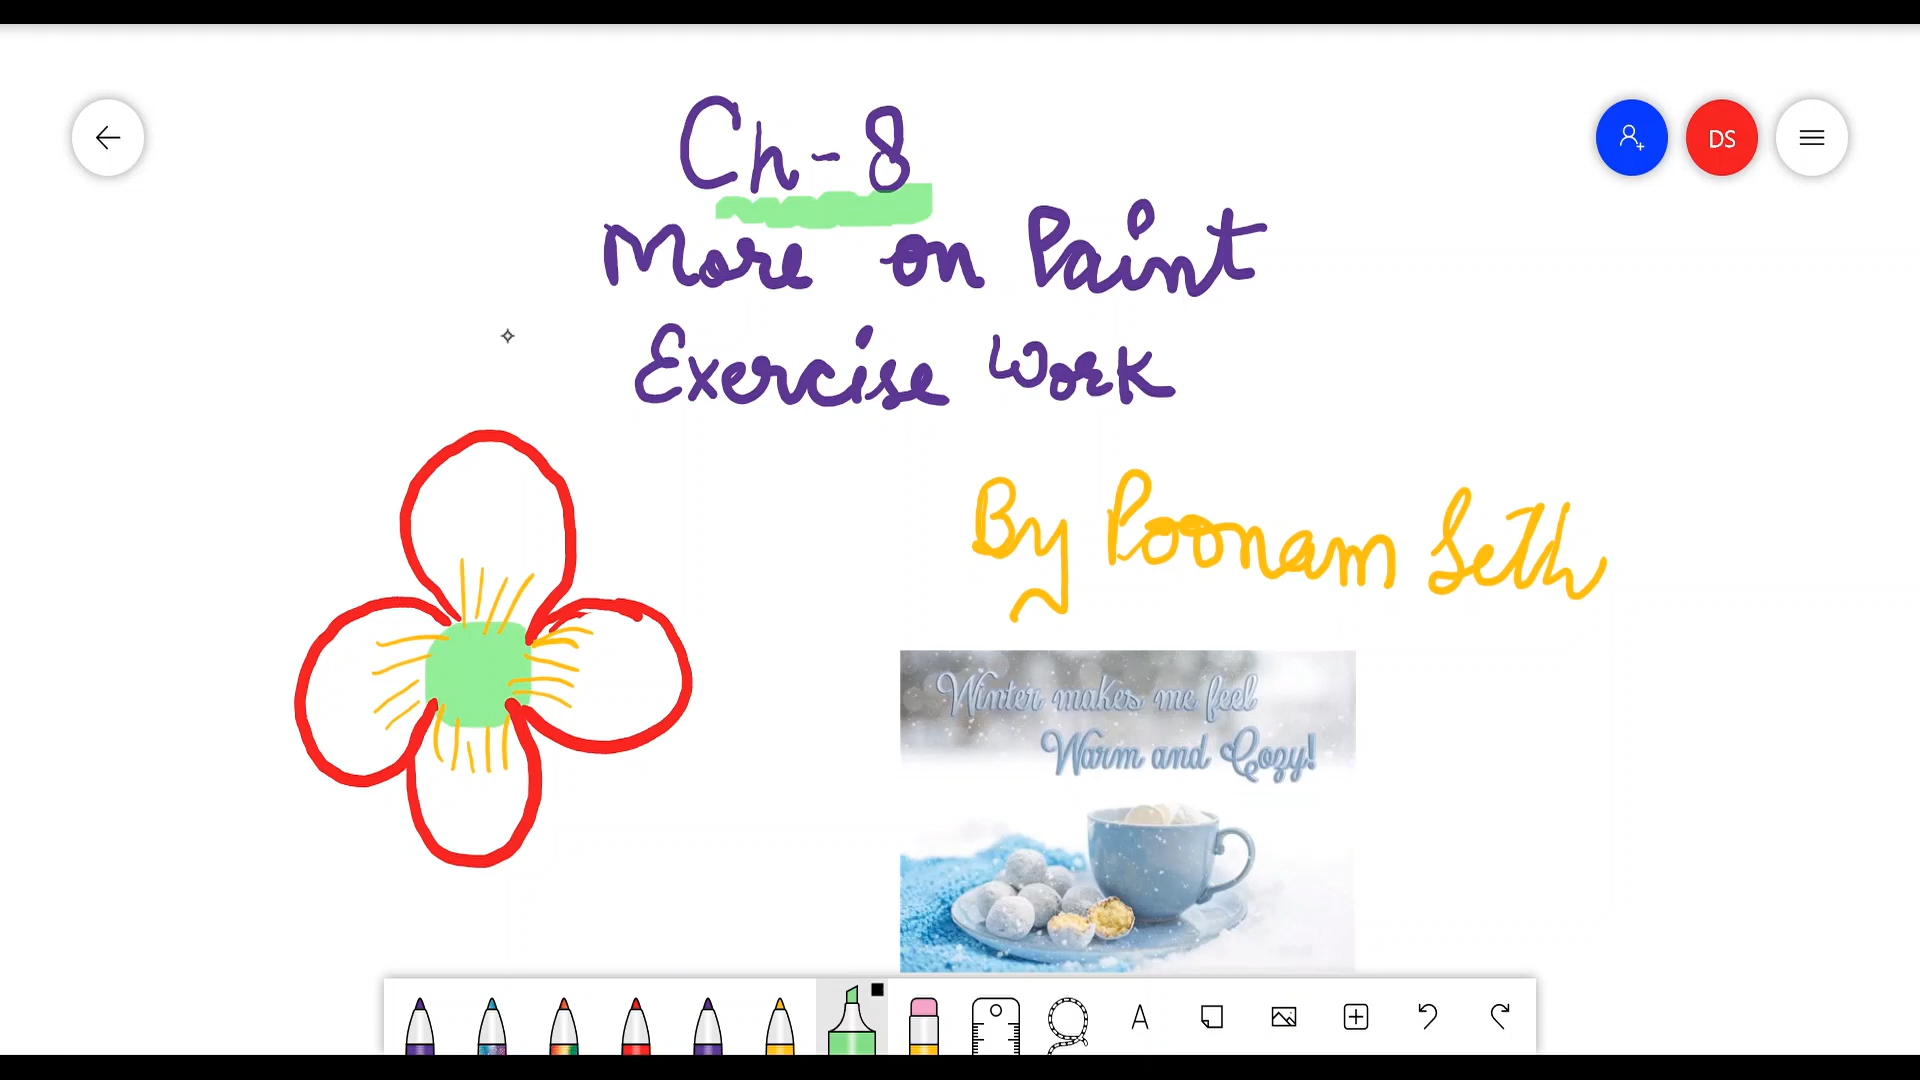 Ch-8
DS
More on Paint
Exercise Work
By Poonam Seth
Winter makes me feel
Warm and Cozy!
A